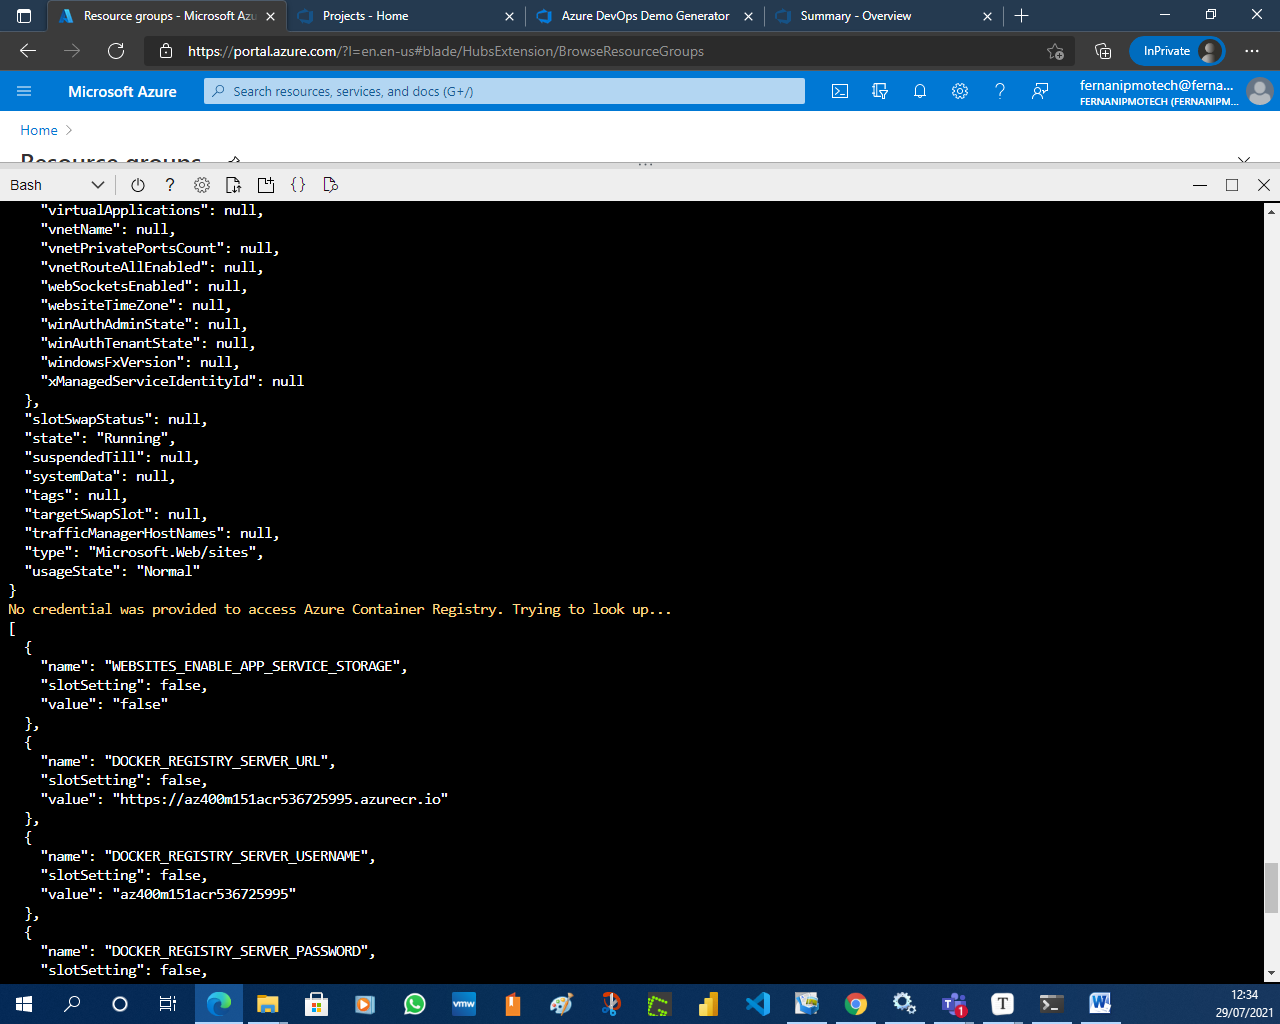 Resource groups - Microsoft Azu
Projects - Home
Azure DevOps Demo Generator
Summary - Overview
https://portal.azure.com/?l=en.en-us#blade/HubsExtension/BrowseResourceGroups
InPrivate
Microsoft Azure
Search resources, services, and docs (G+/)
fernanipmotech@ferna...
FERNANIPMOTECH (FERNANIPM...
Home
Resource groups
Bash
"virtualApplications": null,
"vnetName": null,
"vnetPrivatePortsCount": null,
"vnetRouteAllEnabled": null,
"webSocketsEnabled": null,
"websiteTimeZone": null,
"winAuthAdminState": null,
"winAuthTenantState": null,
"windowsFxVersion": null,
"xManagedServiceIdentityId": null
},
"slotSwapStatus": null,
"state": "Running",
"suspendedTill": null,
"systemData": null,
"tags": null,
"targetSwapSlot": null,
"trafficManagerHostNames": null,
"type": "Microsoft.Web/sites",
"usageState": "Normal"
}
No credential was provided to access Azure Container Registry. Trying to look up...
[
{
"name": "WEBSITES_ENABLE_APP_SERVICE_STORAGE",
"slotSetting": false,
"value": "false"
},
{
"name": "DOCKER_REGISTRY_SERVER_URL",
"slotSetting": false,
"value": "https://az400m151acr536725995.azurecr.io"
},
{
"name": "DOCKER_REGISTRY_SERVER_USERNAME",
"slotSetting": false,
"value": "az400m151acr536725995"
},
{
"name": "DOCKER_REGISTRY_SERVER_PASSWORD",
"slotSetting": false,
vmw
1
T
12:34
29/07/2021